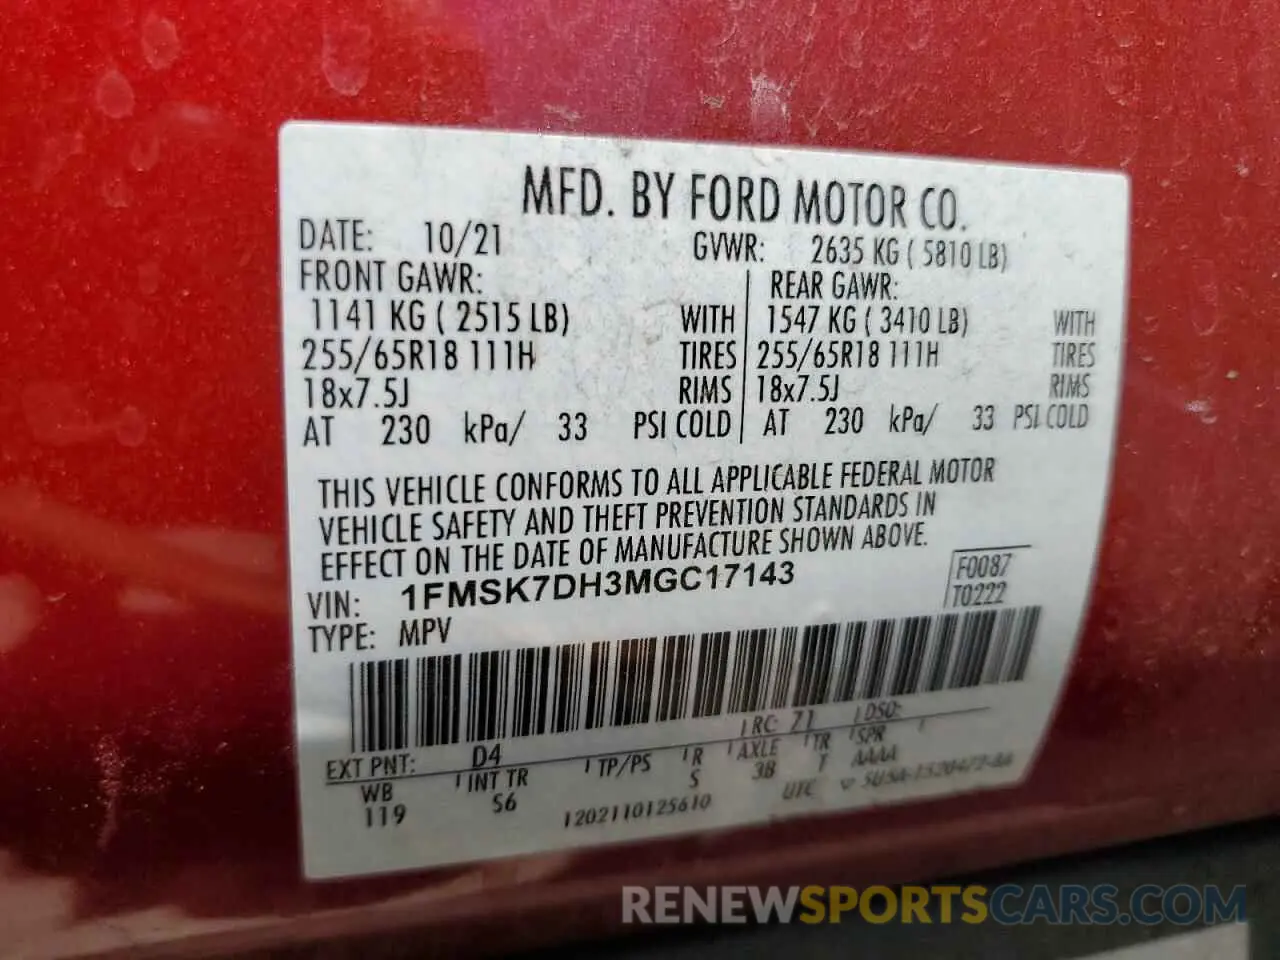 MFD. BY FORD MOTOR CO.
DATE: 10/21 GVWR: 2635 KG ( 5810 LB)
FRONT GAWR: REAR GAWR:
1141 KG ( 2515 LB) WITH 1547 KG ( 3410 LB) WITH
255/65R18 111H TIRES 255/65R18 111H TIRES
18x7.5J RIMS 18x7.5J RIMS
AT 230 kPa/ 33 PSI COLD AT 230 kPa/ 33 PSI COLD
THIS VEHICLE CONFORMS TO ALL APPLICABLE FEDERAL MOTOR
VEHICLE SAFETY AND THEFT PREVENTION STANDARDS IN
EFFECT ON THE DATE OF MANUFACTURE SHOWN ABOVE.
VIN: 1FMSK7DH3MGC17143 F0087
TYPE: MPV T0222
EXT PNT: D4 RC: 71 DSO:
WB INT TR TP/PS R AXLE TR SPR
119 S6 S 3B T AAAA
1202110125610 UTC
RENEWSPORTSCARS.COM